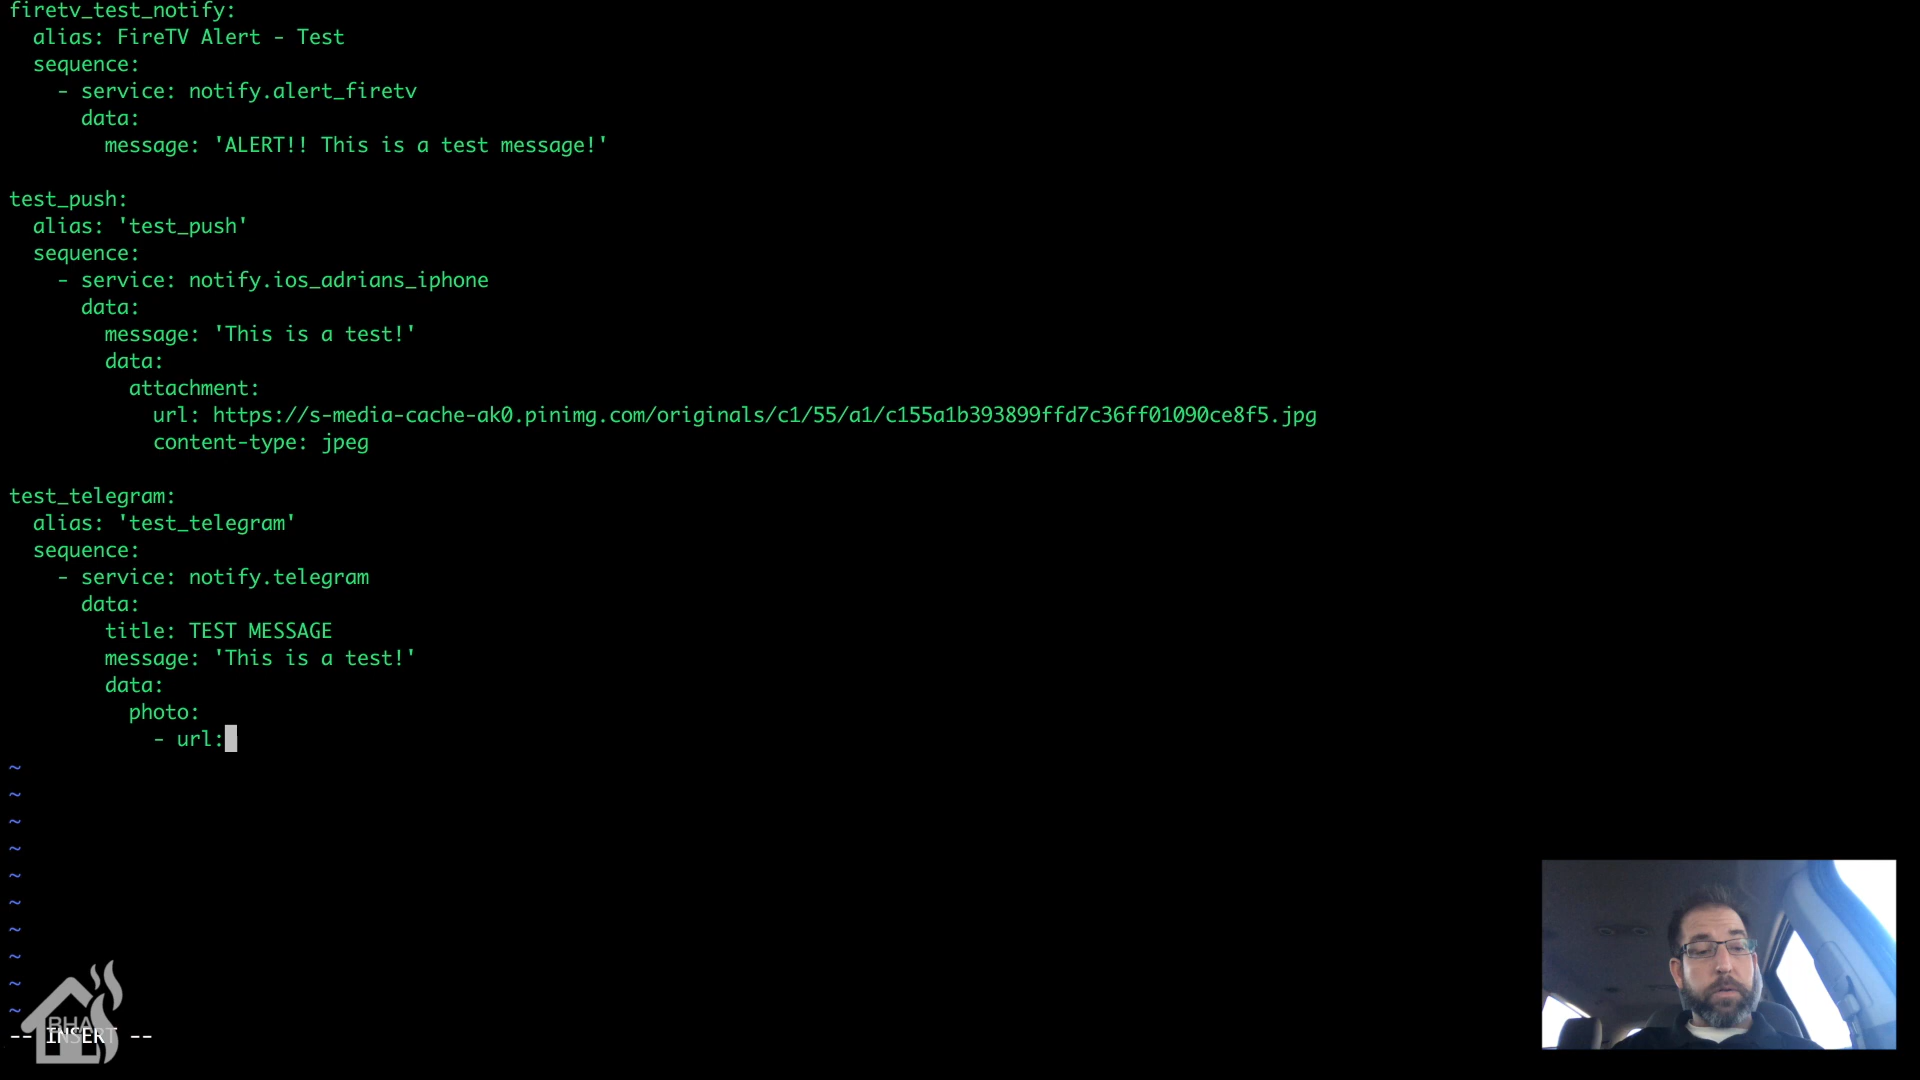 firetv_test_notify:
  alias: FireTV Alert - Test
  sequence:
    - service: notify.alert_firetv
      data:
        message: 'ALERT!! This is a test message!'

test_push:
  alias: 'test_push'
  sequence:
    - service: notify.ios_adrians_iphone
      data:
        message: 'This is a test!'
        data:
          attachment:
            url: https://s-media-cache-ak0.pinimg.com/originals/c1/55/a1/c155a1b393899ffd7c36ff01090ce8f5.jpg
            content-type: jpeg

test_telegram:
  alias: 'test_telegram'
  sequence:
    - service: notify.telegram
      data:
        title: TEST MESSAGE
        message: 'This is a test!'
        data:
          photo:
            - url:
~
~
~
~
~
~
~
~
~
~
BHA
-- INSERT --